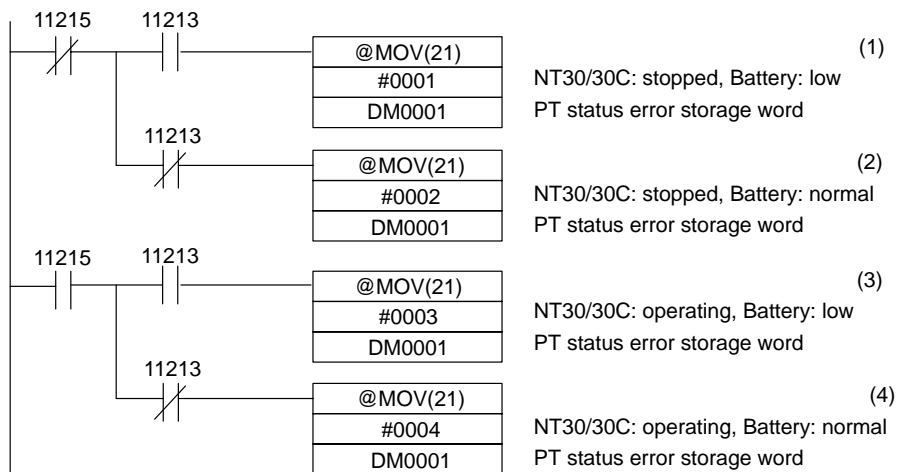 11215 11213
@MOV(21) (1)
#0001 NT30/30C: stopped, Battery: low
DM0001 PT status error storage word
11213
@MOV(21) (2)
#0002 NT30/30C: stopped, Battery: normal
DM0001 PT status error storage word
11215 11213
@MOV(21) (3)
#0003 NT30/30C: operating, Battery: low
DM0001 PT status error storage word
11213
@MOV(21) (4)
#0004 NT30/30C: operating, Battery: normal
DM0001 PT status error storage word